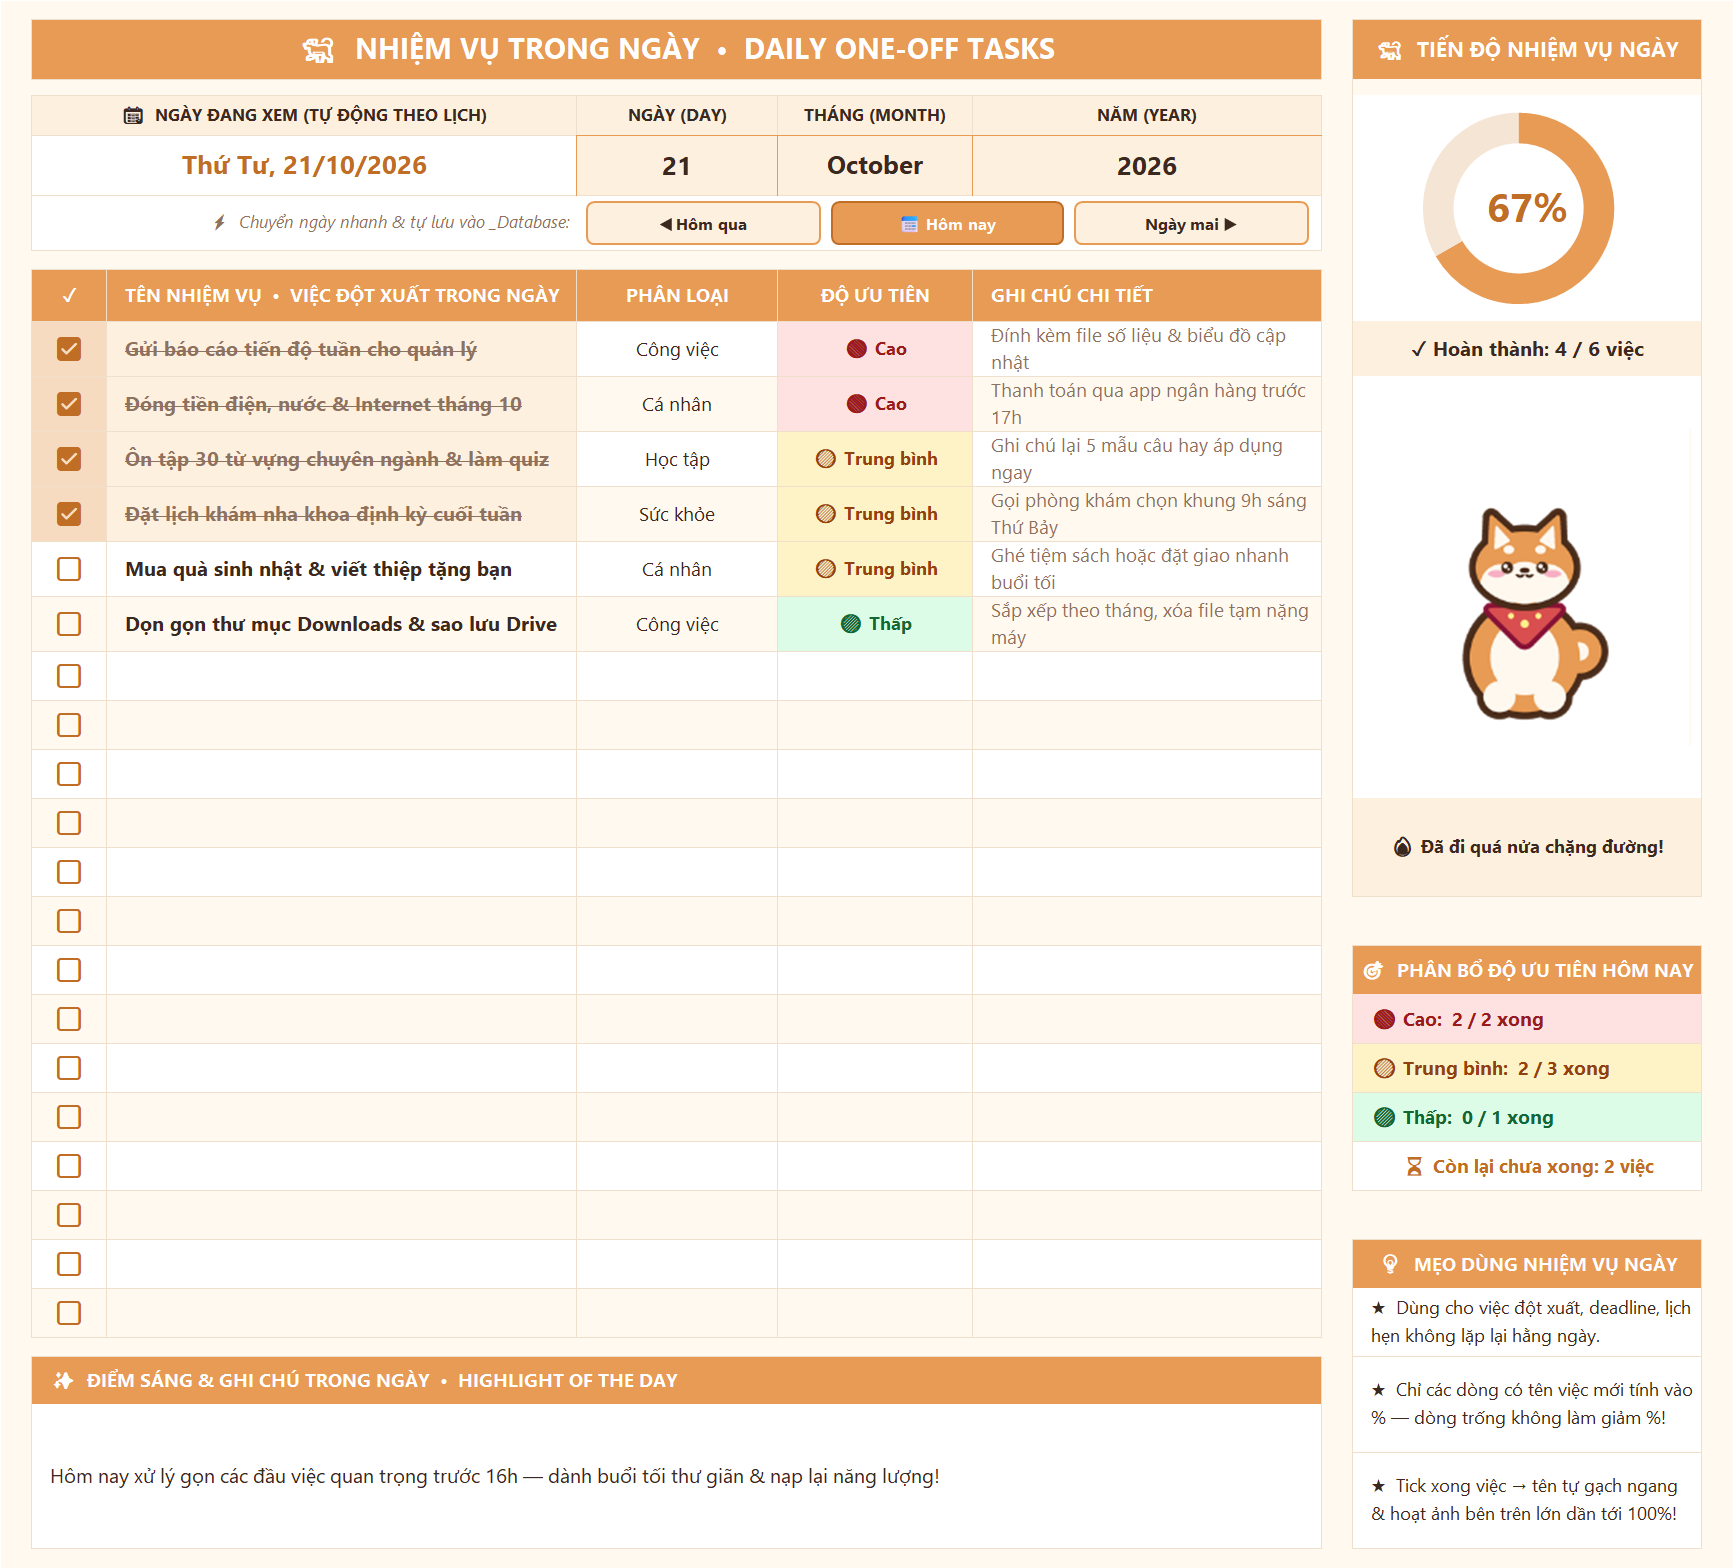 NHIỆM VỤ TRONG NGÀY • DAILY ONE-OFF TASKS
NGÀY ĐANG XEM (TỰ ĐỘNG THEO LỊCH)
NGÀY (DAY)
THÁNG (MONTH)
NĂM (YEAR)
Thứ Tư, 21/10/2026
21
October
2026
Chuyển ngày nhanh & tự lưu vào _Database:
◀ Hôm qua
Hôm nay
Ngày mai ▶
✓
TÊN NHIỆM VỤ • VIỆC ĐỘT XUẤT TRONG NGÀY
PHÂN LOẠI
ĐỘ ƯU TIÊN
GHI CHÚ CHI TIẾT
Gửi báo cáo tiến độ tuần cho quản lý
Công việc
Cao
Đính kèm file số liệu & biểu đồ cập
nhật
Đóng tiền điện, nước & Internet tháng 10
Cá nhân
Cao
Thanh toán qua app ngân hàng trước
17h
Ôn tập 30 từ vựng chuyên ngành & làm quiz
Học tập
Trung bình
Ghi chú lại 5 mẫu câu hay áp dụng
ngay
Đặt lịch khám nha khoa định kỳ cuối tuần
Sức khỏe
Trung bình
Gọi phòng khám chọn khung 9h sáng
Thứ Bảy
Mua quà sinh nhật & viết thiệp tặng bạn
Cá nhân
Trung bình
Ghé tiệm sách hoặc đặt giao nhanh
buổi tối
Dọn gọn thư mục Downloads & sao lưu Drive
Công việc
Thấp
Sắp xếp theo tháng, xóa file tạm nặng
máy
ĐIỂM SÁNG & GHI CHÚ TRONG NGÀY • HIGHLIGHT OF THE DAY
Hôm nay xử lý gọn các đầu việc quan trọng trước 16h — dành buổi tối thư giãn & nạp lại năng lượng!
TIẾN ĐỘ NHIỆM VỤ NGÀY
67%
✓ Hoàn thành: 4 / 6 việc
Đã đi quá nửa chặng đường!
PHÂN BỔ ĐỘ ƯU TIÊN HÔM NAY
Cao: 2 / 2 xong
Trung bình: 2 / 3 xong
Thấp: 0 / 1 xong
Còn lại chưa xong: 2 việc
MẸO DÙNG NHIỆM VỤ NGÀY
★ Dùng cho việc đột xuất, deadline, lịch
hẹn không lặp lại hằng ngày.
★ Chỉ các dòng có tên việc mới tính vào
% — dòng trống không làm giảm %!
★ Tick xong việc → tên tự gạch ngang
& hoạt ảnh bên trên lớn dần tới 100%!